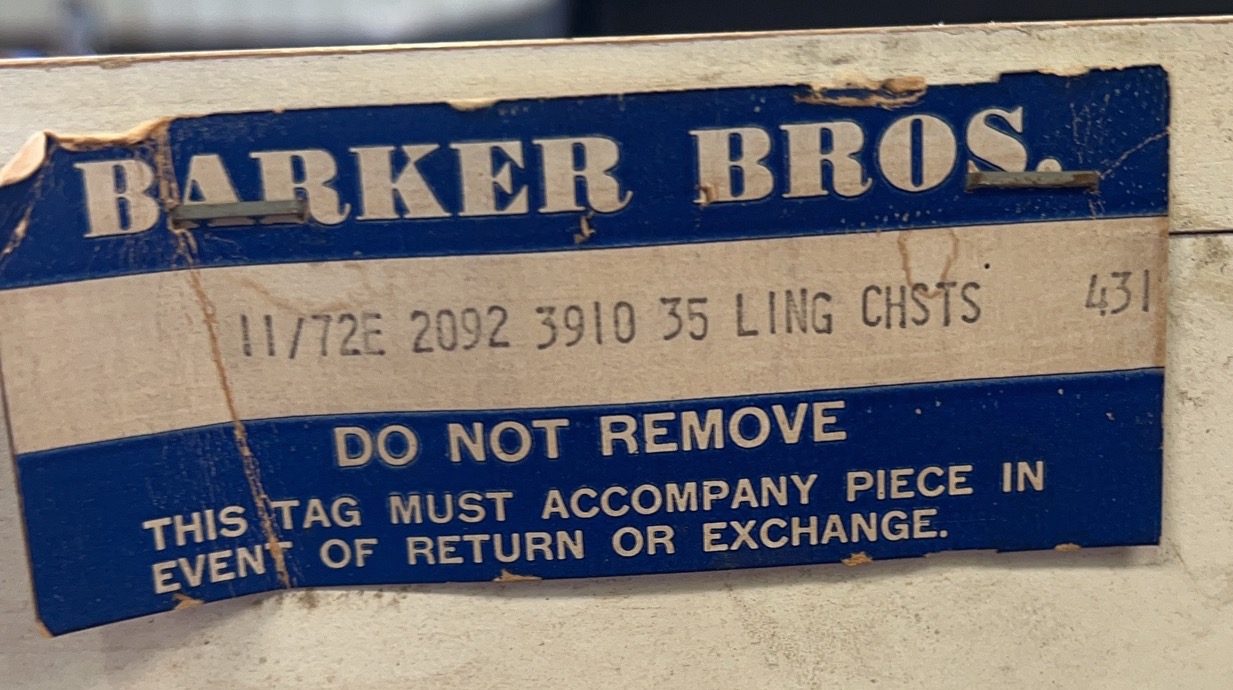 BARKER BROS.
11/72E 2092 3910 35 LING CHSTS 431
DO NOT REMOVE
THIS TAG MUST ACCOMPANY PIECE IN
EVENT OF RETURN OR EXCHANGE.